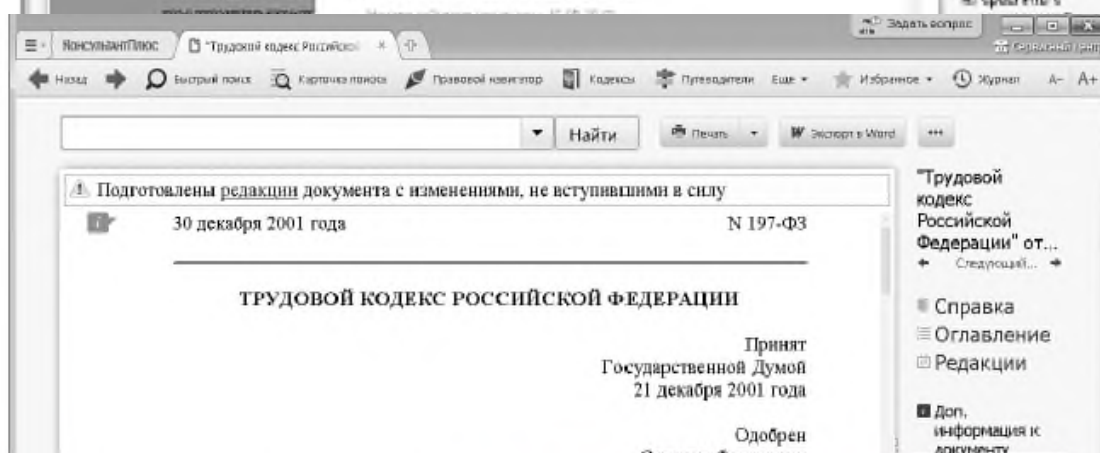 Задать вопрос
КонсультантПлюс
"Трудовой кодекс Российской
Назад
Быстрый поиск
Карточка поиска
Правовой навигатор
Кодексы
Путеводители
Еще
Избранное
Журнал
A-
A+
Найти
Печать
W Экспорт в Word
Подготовлены редакции документа с изменениями, не вступившими в силу
30 декабря 2001 года
N 197-ФЗ
ТРУДОВОЙ КОДЕКС РОССИЙСКОЙ ФЕДЕРАЦИИ
Принят
Государственной Думой
21 декабря 2001 года
Одобрен
"Трудовой
кодекс
Российской
Федерации" от...
Следующий...
Справка
Оглавление
Редакции
i Доп.
информация к
документу